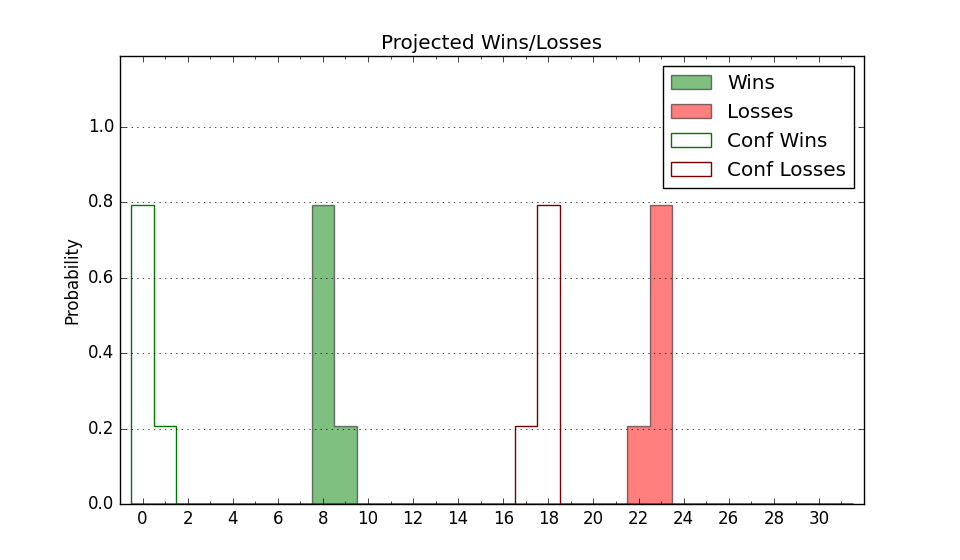 Projected Wins/Losses
Wins
Losses
Conf Wins
Conf Losses
Probability
1.0
0.8
0.6
0.4
0.2
0.0
0 2 4 6 8 10 12 14 16 18 20 22 24 26 28 30